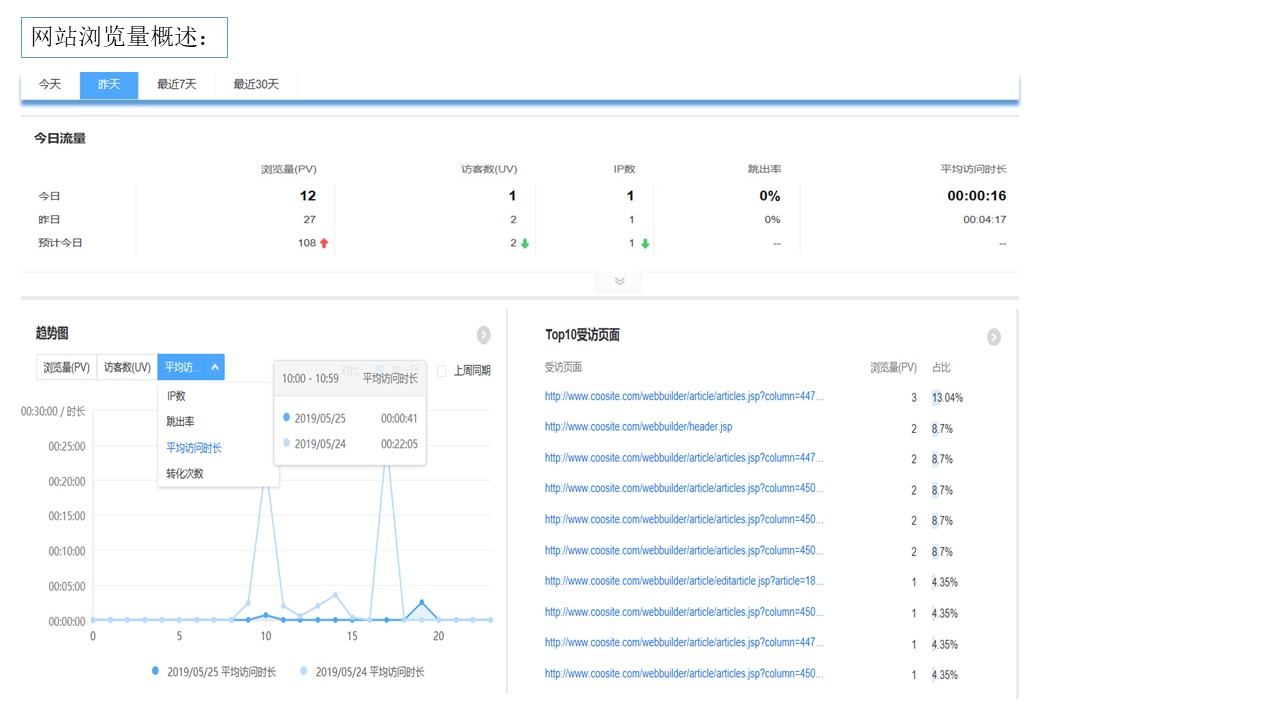 网站浏览量概述：
今天 昨天 最近7天 最近30天
今日流量
浏览量(PV) 访客数(UV) IP数 跳出率 平均访问时长
今日 12 1 1 0% 00:00:16
昨日 27 2 1 0% 00:04:17
预计今日 108 2 1 -- --
趋势图
浏览量(PV) 访客数(UV) 平均访...
IP数
跳出率
平均访问时长
转化次数
上周同期
10:00 - 10:59 平均访问时长
2019/05/25 00:00:41
2019/05/24 00:22:05
00:30:00 / 时长
00:25:00
00:20:00
00:15:00
00:10:00
00:05:00
00:00:00
0 5 10 15 20
2019/05/25 平均访问时长 2019/05/24 平均访问时长
Top10受访页面
受访页面 浏览量(PV) 占比
http://www.coosite.com/webbuilder/article/articles.jsp?column=447... 3 13.04%
http://www.coosite.com/webbuilder/header.jsp 2 8.7%
http://www.coosite.com/webbuilder/article/articles.jsp?column=447... 2 8.7%
http://www.coosite.com/webbuilder/article/articles.jsp?column=450... 2 8.7%
http://www.coosite.com/webbuilder/article/articles.jsp?column=450... 2 8.7%
http://www.coosite.com/webbuilder/article/articles.jsp?column=450... 2 8.7%
http://www.coosite.com/webbuilder/article/editarticle.jsp?article=18... 1 4.35%
http://www.coosite.com/webbuilder/article/articles.jsp?column=450... 1 4.35%
http://www.coosite.com/webbuilder/article/articles.jsp?column=447... 1 4.35%
http://www.coosite.com/webbuilder/article/articles.jsp?column=450... 1 4.35%